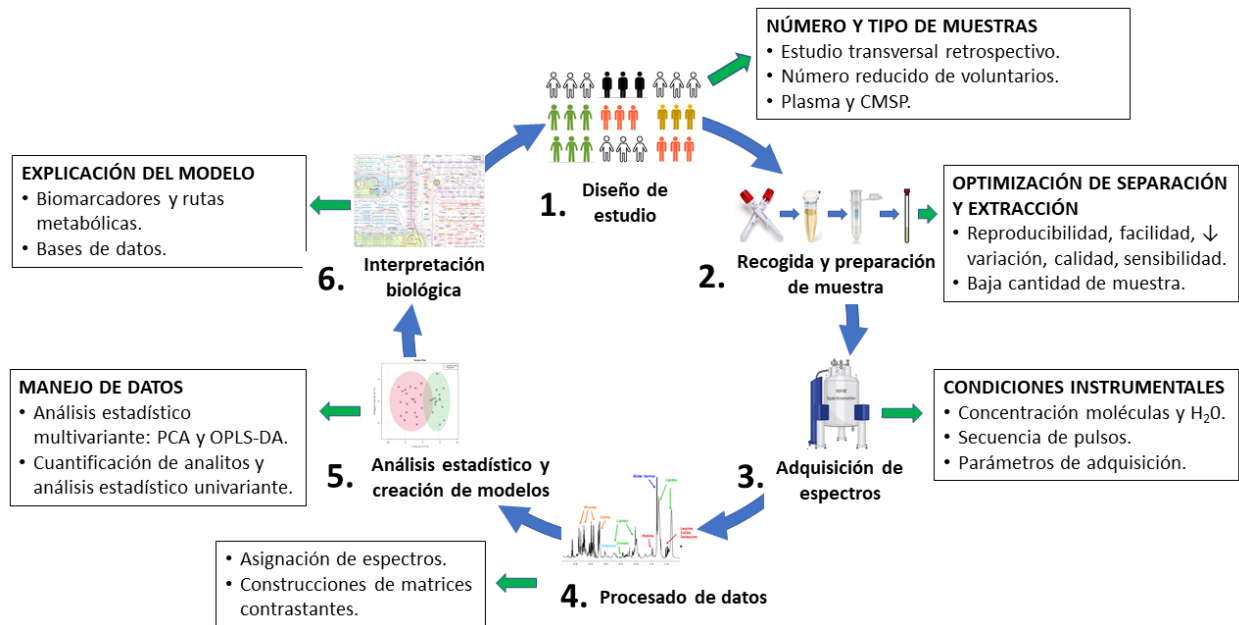 NÚMERO Y TIPO DE MUESTRAS
• Estudio transversal retrospectivo.
• Número reducido de voluntarios.
• Plasma y CMSP.
1. Diseño de
estudio
OPTIMIZACIÓN DE SEPARACIÓN
Y EXTRACCIÓN
• Reproducibilidad, facilidad, ↓
variación, calidad, sensibilidad.
• Baja cantidad de muestra.
2. Recogida y preparación
de muestra
CONDICIONES INSTRUMENTALES
• Concentración moléculas y H₂0.
• Secuencia de pulsos.
• Parámetros de adquisición.
Spectrometer
3. Adquisición de
espectros
4. Procesado de datos
• Asignación de espectros.
• Construcciones de matrices
contrastantes.
MANEJO DE DATOS
• Análisis estadístico
multivariante: PCA y OPLS-DA.
• Cuantificación de analitos y
análisis estadístico univariante.
5. Análisis estadístico y
creación de modelos
EXPLICACIÓN DEL MODELO
• Biomarcadores y rutas
metabólicas.
• Bases de datos.
6. Interpretación
biológica